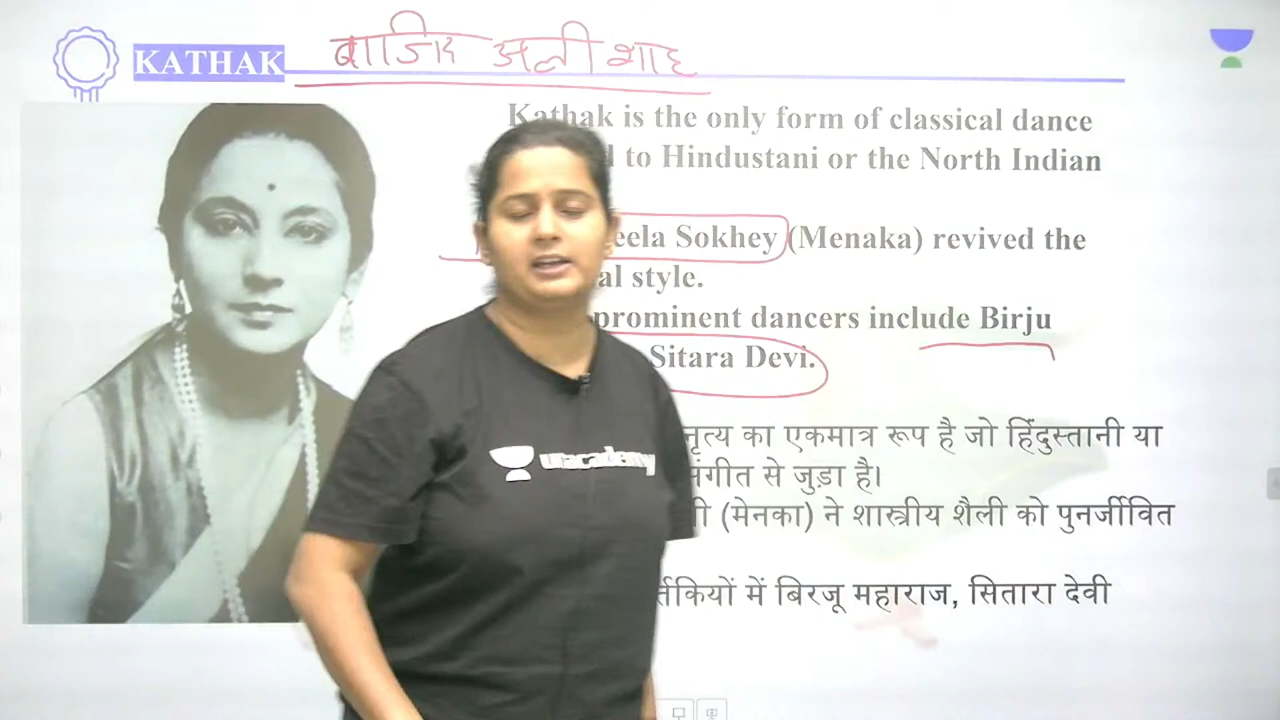 KATHAK वाजिद अली शाह
Kathak is the only form of classical dance
to Hindustani or the North Indian
eela Sokhey (Menaka) revived the
al style.
prominent dancers include Birju
Sitara Devi.
नृत्य का एकमात्र रूप है जो हिंदुस्तानी या
संगीत से जुड़ा है।
(मेनका) ने शास्त्रीय शैली को पुनर्जीवित
र्तकियों में बिरजू महाराज, सितारा देवी
unacademy